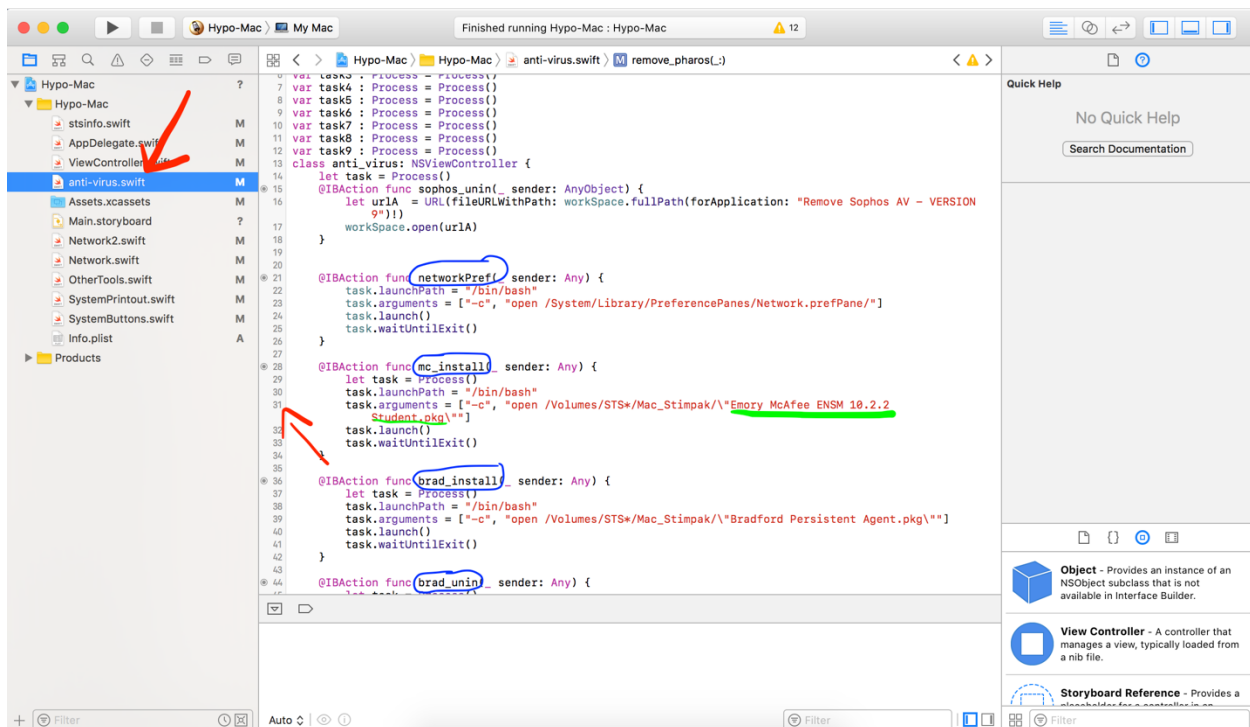 Hypo-Mac
My Mac
Finished running Hypo-Mac : Hypo-Mac
12
Hypo-Mac ?
Hypo-Mac
stsinfo.swift M
AppDelegate.swift M
ViewController.swift M
anti-virus.swift M
Assets.xcassets M
Main.storyboard ?
Network2.swift M
Network.swift M
OtherTools.swift M
SystemPrintout.swift M
SystemButtons.swift M
Info.plist A
Products
Filter
Hypo-Mac
Hypo-Mac
anti-virus.swift
M remove_pharos(_:)
6 var task3 : Process = Process()
7 var task4 : Process = Process()
8 var task5 : Process = Process()
9 var task6 : Process = Process()
10 var task7 : Process = Process()
11 var task8 : Process = Process()
12 var task9 : Process = Process()
13 class anti_virus: NSViewController {
14 let task = Process()
15 @IBAction func sophos_unin(_ sender: AnyObject) {
16 let urlA = URL(fileURLWithPath: workSpace.fullPath(forApplication: "Remove Sophos AV - VERSION
9")!)
17 workSpace.open(urlA)
18 }
19
20
21 @IBAction func networkPref(_ sender: Any) {
22 task.launchPath = "/bin/bash"
23 task.arguments = ["-c", "open /System/Library/PreferencePanes/Network.prefPane/"]
24 task.launch()
25 task.waitUntilExit()
26 }
27
28 @IBAction func mc_install(_ sender: Any) {
29 let task = Process()
30 task.launchPath = "/bin/bash"
31 task.arguments = ["-c", "open /Volumes/STS*/Mac_Stimpak/\"Emory McAfee ENSM 10.2.2
Student.pkg\""]
32 task.launch()
33 task.waitUntilExit()
34 }
35
36 @IBAction func brad_install(_ sender: Any) {
37 let task = Process()
38 task.launchPath = "/bin/bash"
39 task.arguments = ["-c", "open /Volumes/STS*/Mac_Stimpak/\"Bradford Persistent Agent.pkg\""]
40 task.launch()
41 task.waitUntilExit()
42 }
43
44 @IBAction func brad_unin(_ sender: Any) {
Auto
Filter
Quick Help
No Quick Help
Search Documentation
Object - Provides an instance of an
NSObject subclass that is not
available in Interface Builder.
View Controller - A controller that
manages a view, typically loaded from
a nib file.
Storyboard Reference - Provides a
Filter